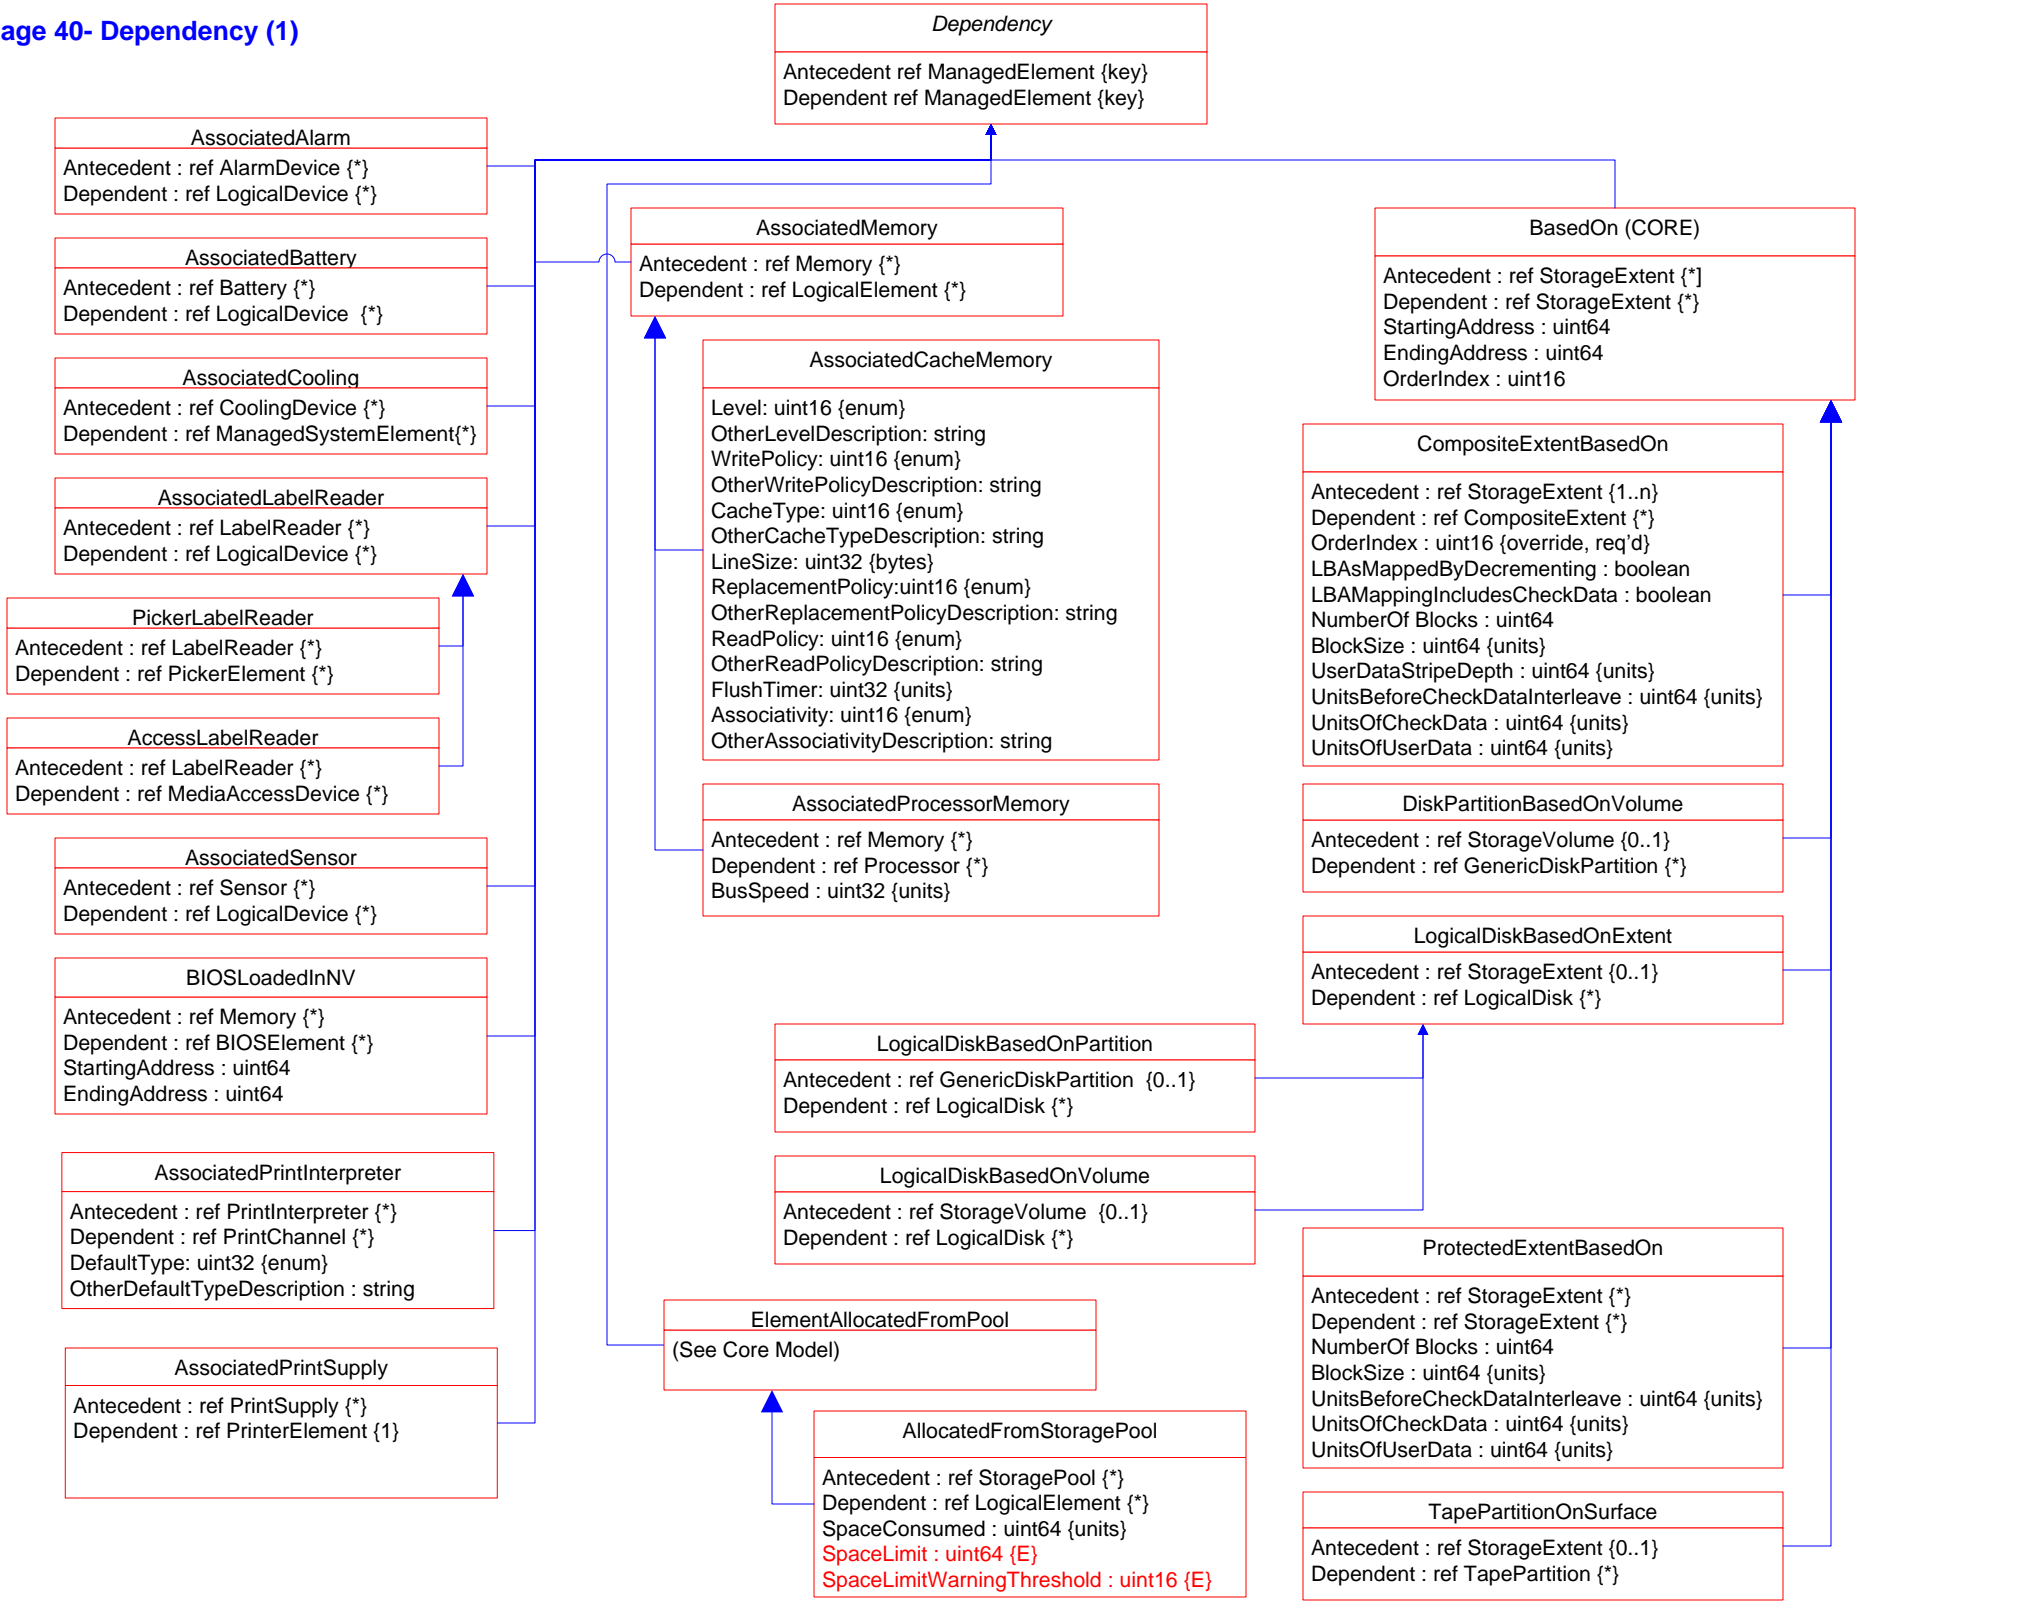 age 40- Dependency (1)
Dependency
Antecedent ref ManagedElement {key}
Dependent ref ManagedElement {key}
AssociatedAlarm
Antecedent : ref AlarmDevice {*}
Dependent : ref LogicalDevice {*}
AssociatedBattery
Antecedent : ref Battery {*}
Dependent : ref LogicalDevice  {*}
AssociatedCooling
Antecedent : ref CoolingDevice {*}
Dependent : ref ManagedSystemElement{*}
AssociatedLabelReader
Antecedent : ref LabelReader {*}
Dependent : ref LogicalDevice {*}
PickerLabelReader
Antecedent : ref LabelReader {*}
Dependent : ref PickerElement {*}
AccessLabelReader
Antecedent : ref LabelReader {*}
Dependent : ref MediaAccessDevice {*}
AssociatedSensor
Antecedent : ref Sensor {*}
Dependent : ref LogicalDevice {*}
BIOSLoadedInNV
Antecedent : ref Memory {*}
Dependent : ref BIOSElement {*}
StartingAddress : uint64
EndingAddress : uint64
AssociatedPrintInterpreter
Antecedent : ref PrintInterpreter {*}
Dependent : ref PrintChannel {*}
DefaultType: uint32 {enum}
OtherDefaultTypeDescription : string
AssociatedPrintSupply
Antecedent : ref PrintSupply {*}
Dependent : ref PrinterElement {1}
AssociatedMemory
Antecedent : ref Memory {*}
Dependent : ref LogicalElement {*}
AssociatedCacheMemory
Level: uint16 {enum}
OtherLevelDescription: string
WritePolicy: uint16 {enum}
OtherWritePolicyDescription: string
CacheType: uint16 {enum}
OtherCacheTypeDescription: string
LineSize: uint32 {bytes}
ReplacementPolicy:uint16 {enum}
OtherReplacementPolicyDescription: string
ReadPolicy: uint16 {enum}
OtherReadPolicyDescription: string
FlushTimer: uint32 {units}
Associativity: uint16 {enum}
OtherAssociativityDescription: string
AssociatedProcessorMemory
Antecedent : ref Memory {*}
Dependent : ref Processor {*}
BusSpeed : uint32 {units}
LogicalDiskBasedOnPartition
Antecedent : ref GenericDiskPartition  {0..1}
Dependent : ref LogicalDisk {*}
LogicalDiskBasedOnVolume
Antecedent : ref StorageVolume  {0..1}
Dependent : ref LogicalDisk {*}
ElementAllocatedFromPool
(See Core Model)
AllocatedFromStoragePool
Antecedent : ref StoragePool {*}
Dependent : ref LogicalElement {*}
SpaceConsumed : uint64 {units}
SpaceLimit : uint64 {E}
SpaceLimitWarningThreshold : uint16 {E}
BasedOn (CORE)
Antecedent : ref StorageExtent {*]
Dependent : ref StorageExtent {*}
StartingAddress : uint64
EndingAddress : uint64
OrderIndex : uint16
CompositeExtentBasedOn
Antecedent : ref StorageExtent {1..n}
Dependent : ref CompositeExtent {*}
OrderIndex : uint16 {override, req’d}
LBAsMappedByDecrementing : boolean
LBAMappingIncludesCheckData : boolean
NumberOf Blocks : uint64
BlockSize : uint64 {units}
UserDataStripeDepth : uint64 {units}
UnitsBeforeCheckDataInterleave : uint64 {units}
UnitsOfCheckData : uint64 {units}
UnitsOfUserData : uint64 {units}
DiskPartitionBasedOnVolume
Antecedent : ref StorageVolume {0..1}
Dependent : ref GenericDiskPartition {*}
LogicalDiskBasedOnExtent
Antecedent : ref StorageExtent {0..1}
Dependent : ref LogicalDisk {*}
ProtectedExtentBasedOn
Antecedent : ref StorageExtent {*}
Dependent : ref StorageExtent {*}
NumberOf Blocks : uint64
BlockSize : uint64 {units}
UnitsBeforeCheckDataInterleave : uint64 {units}
UnitsOfCheckData : uint64 {units}
UnitsOfUserData : uint64 {units}
TapePartitionOnSurface
Antecedent : ref StorageExtent {0..1}
Dependent : ref TapePartition {*}